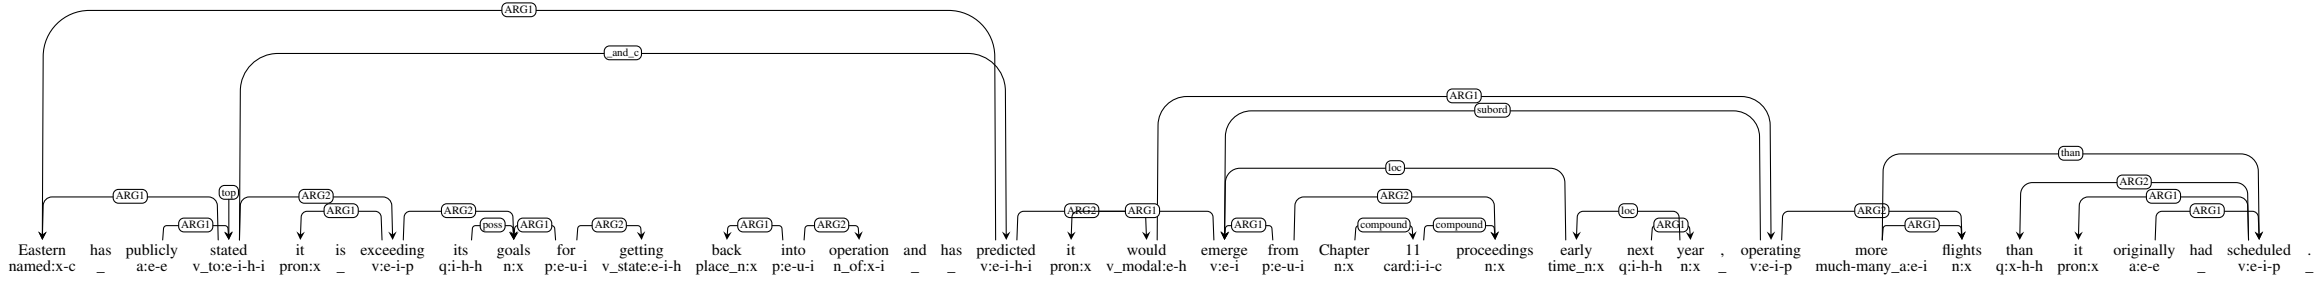 ARG1
_and_c
ARG1
subord
than
loc
ARG2
top
ARG1 ARG2 ARG1
ARG1 ARG2 ARG2 ARG1 loc ARG2 ARG1
ARG1 poss ARG1 ARG2 ARG1 ARG2 ARG1 compound compound ARG1 ARG1
Eastern has publicly stated it is exceeding its goals for getting back into operation and has predicted it would emerge from Chapter 11 proceedings early next year , operating more flights than it originally had scheduled .
named:x-c _ a:e-e v_to:e-i-h-i pron:x _ v:e-i-p q:i-h-h n:x p:e-u-i v_state:e-i-h place_n:x p:e-u-i n_of:x-i _ _ v:e-i-h-i pron:x v_modal:e-h v:e-i p:e-u-i n:x card:i-i-c n:x time_n:x q:i-h-h n:x _ v:e-i-p much-many_a:e-i n:x q:x-h-h pron:x a:e-e _ v:e-i-p _